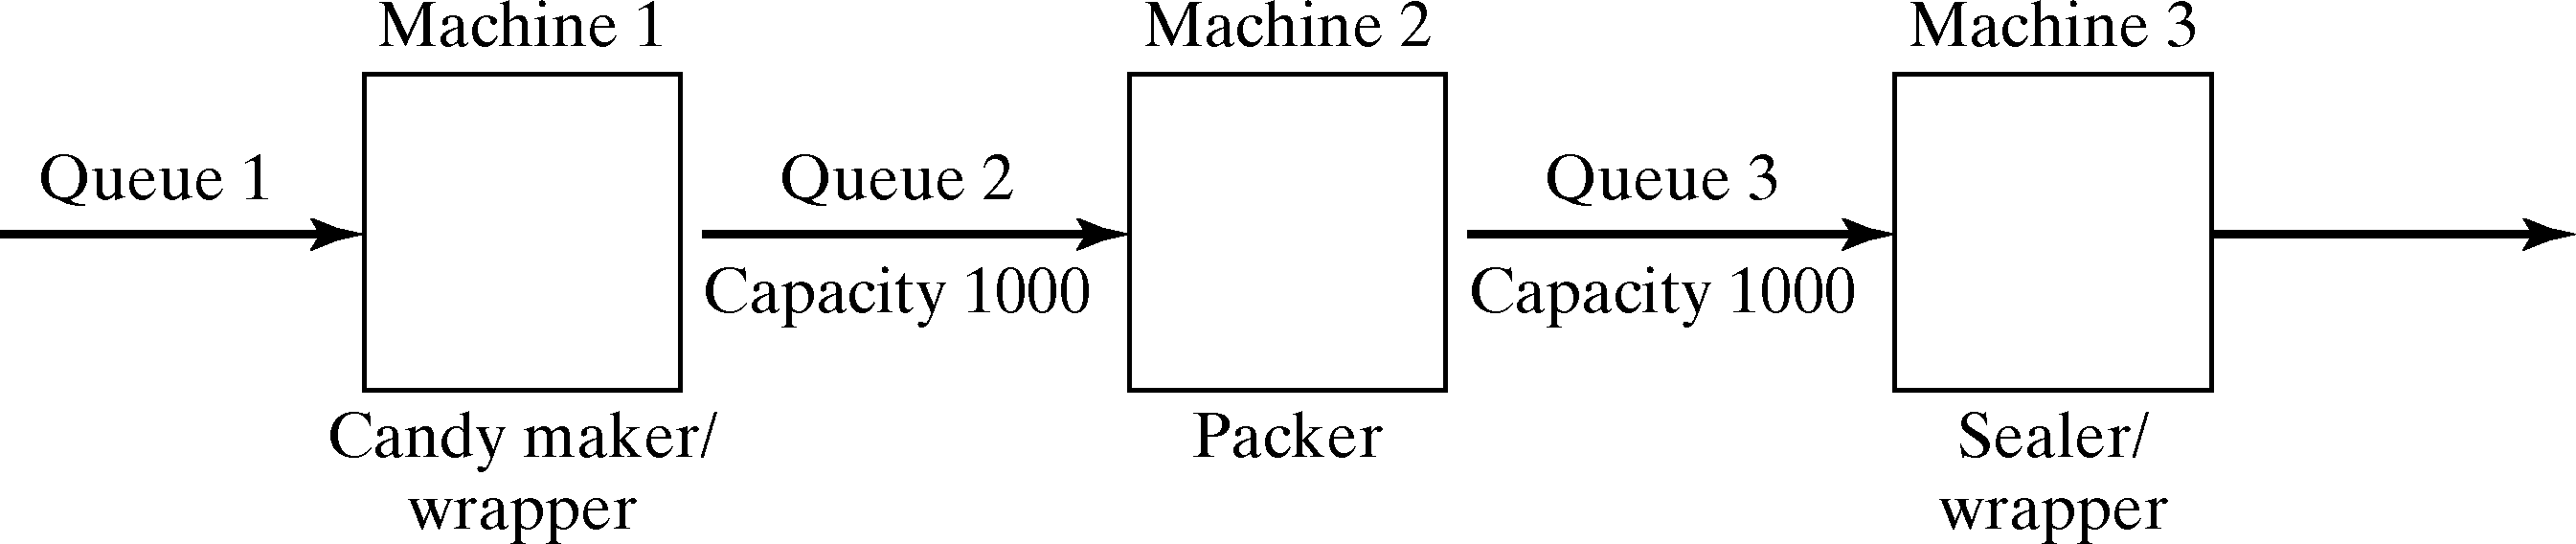 Machine 1
Machine 2
Machine 3
Queue 1
Queue 2
Queue 3
Capacity 1000
Capacity 1000
Candy maker/
wrapper
Packer
Sealer/
wrapper